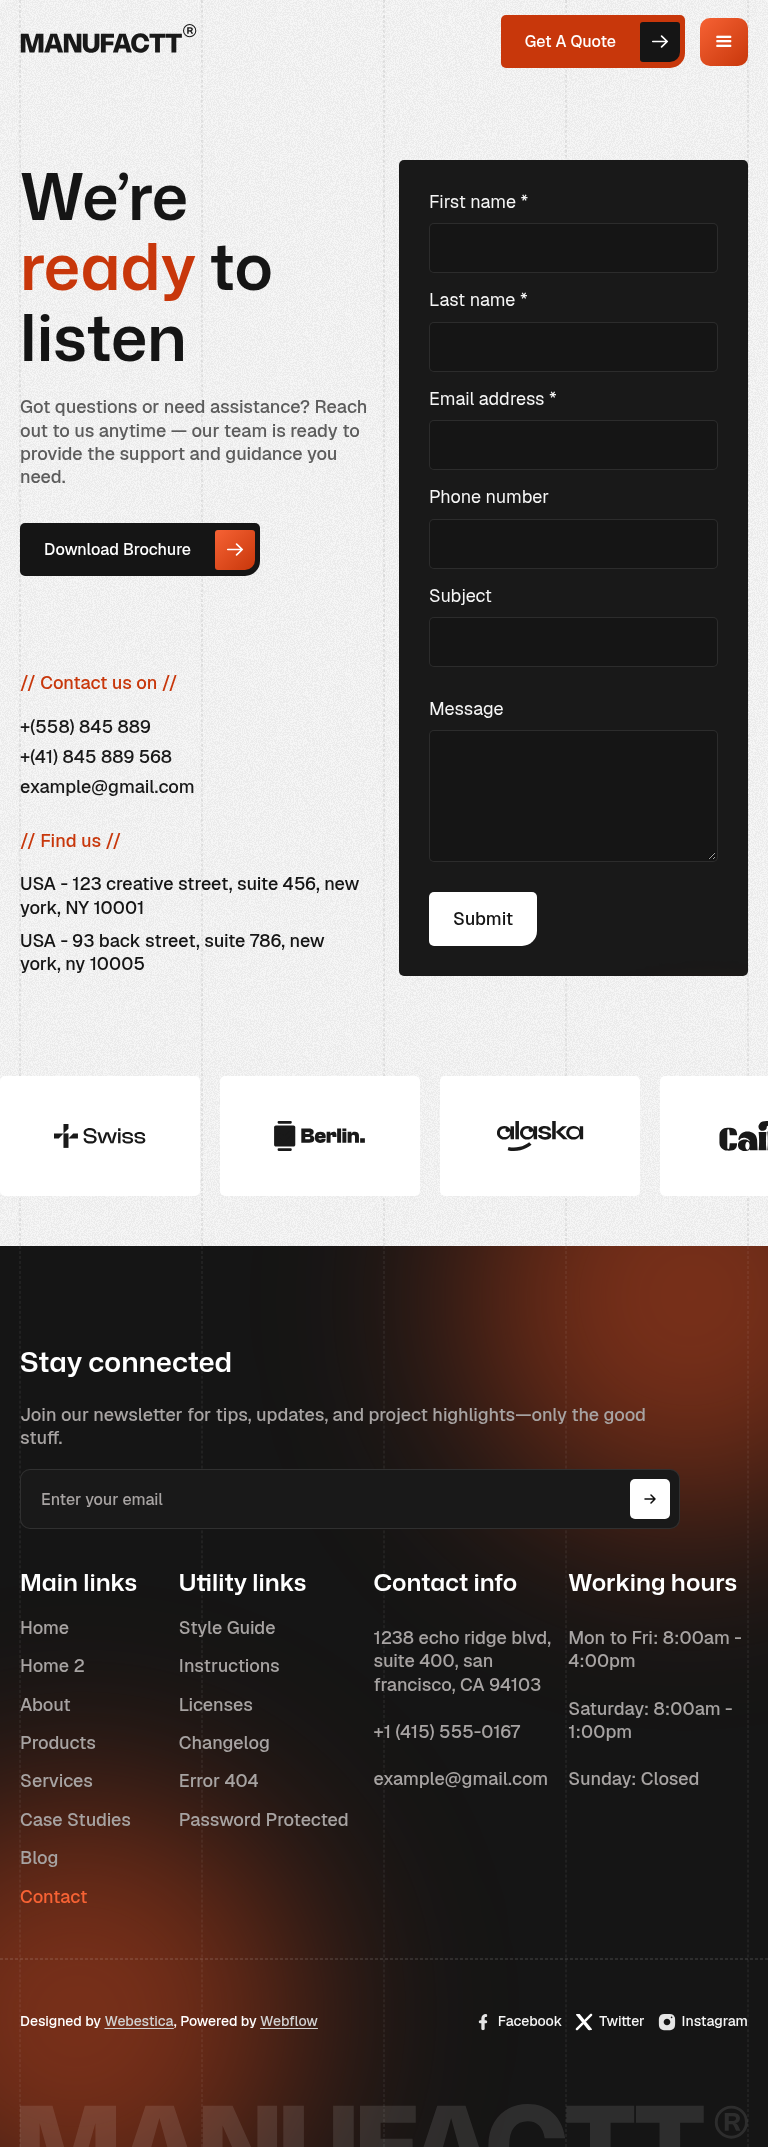 MANUFACTT®
Get A Quote
We’re
ready to
listen
Got questions or need assistance? Reach
out to us anytime — our team is ready to
provide the support and guidance you
need.
Download Brochure
// Contact us on //
+(558) 845 889
+(41) 845 889 568
example@gmail.com
// Find us //
USA - 123 creative street, suite 456, new
york, NY 10001
USA - 93 back street, suite 786, new
york, ny 10005
First name *
Last name *
Email address *
Phone number
Subject
Message
Submit
Swiss
Berlin.
alaska
Stay connected
Join our newsletter for tips, updates, and project highlights—only the good
stuff.
Enter your email
Main links
Home
Home 2
About
Products
Services
Case Studies
Blog
Contact
Utility links
Style Guide
Instructions
Licenses
Changelog
Error 404
Password Protected
Contact info
1238 echo ridge blvd,
suite 400, san
francisco, CA 94103
+1 (415) 555-0167
example@gmail.com
Working hours
Mon to Fri: 8:00am -
4:00pm
Saturday: 8:00am -
1:00pm
Sunday: Closed
Designed by Webestica, Powered by Webflow
Facebook
Twitter
Instagram
MANUFACTT®